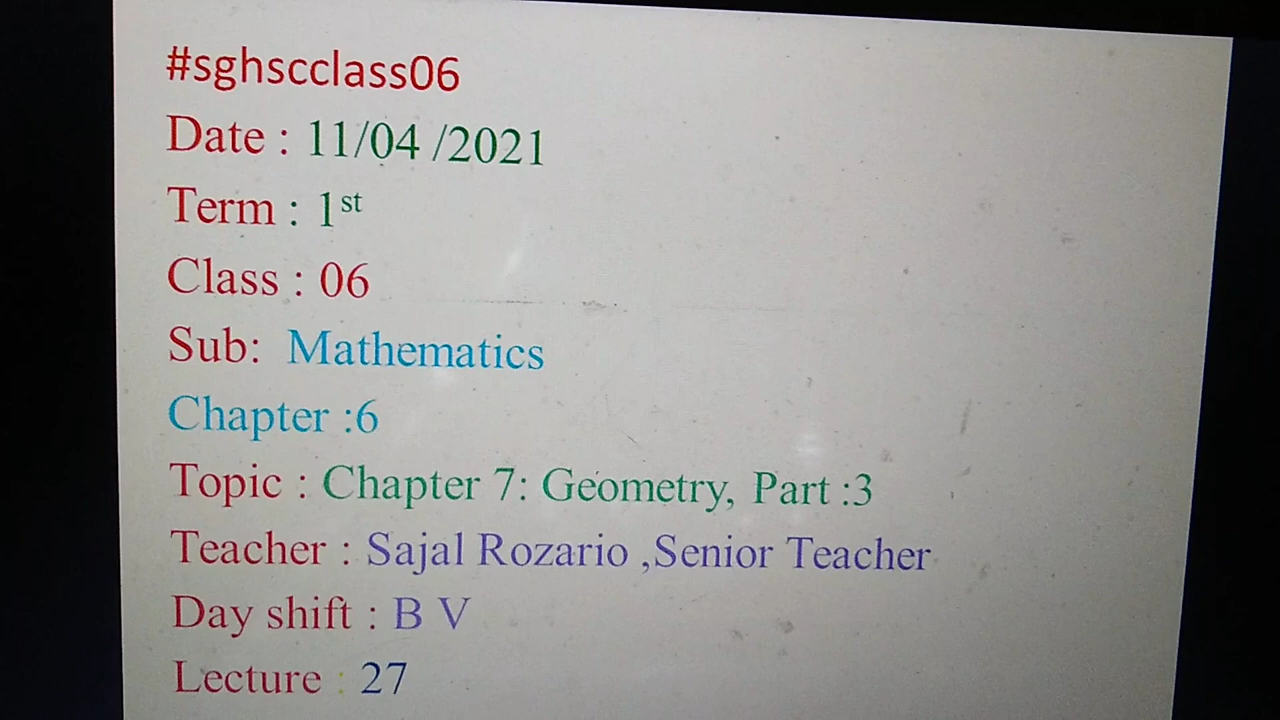 #sghscclass06
Date : 11/04 /2021
Term : 1st
Class : 06
Sub: Mathematics
Chapter :6
Topic : Chapter 7: Geometry, Part :3
Teacher : Sajal Rozario ,Senior Teacher
Day shift : B V
Lecture : 27